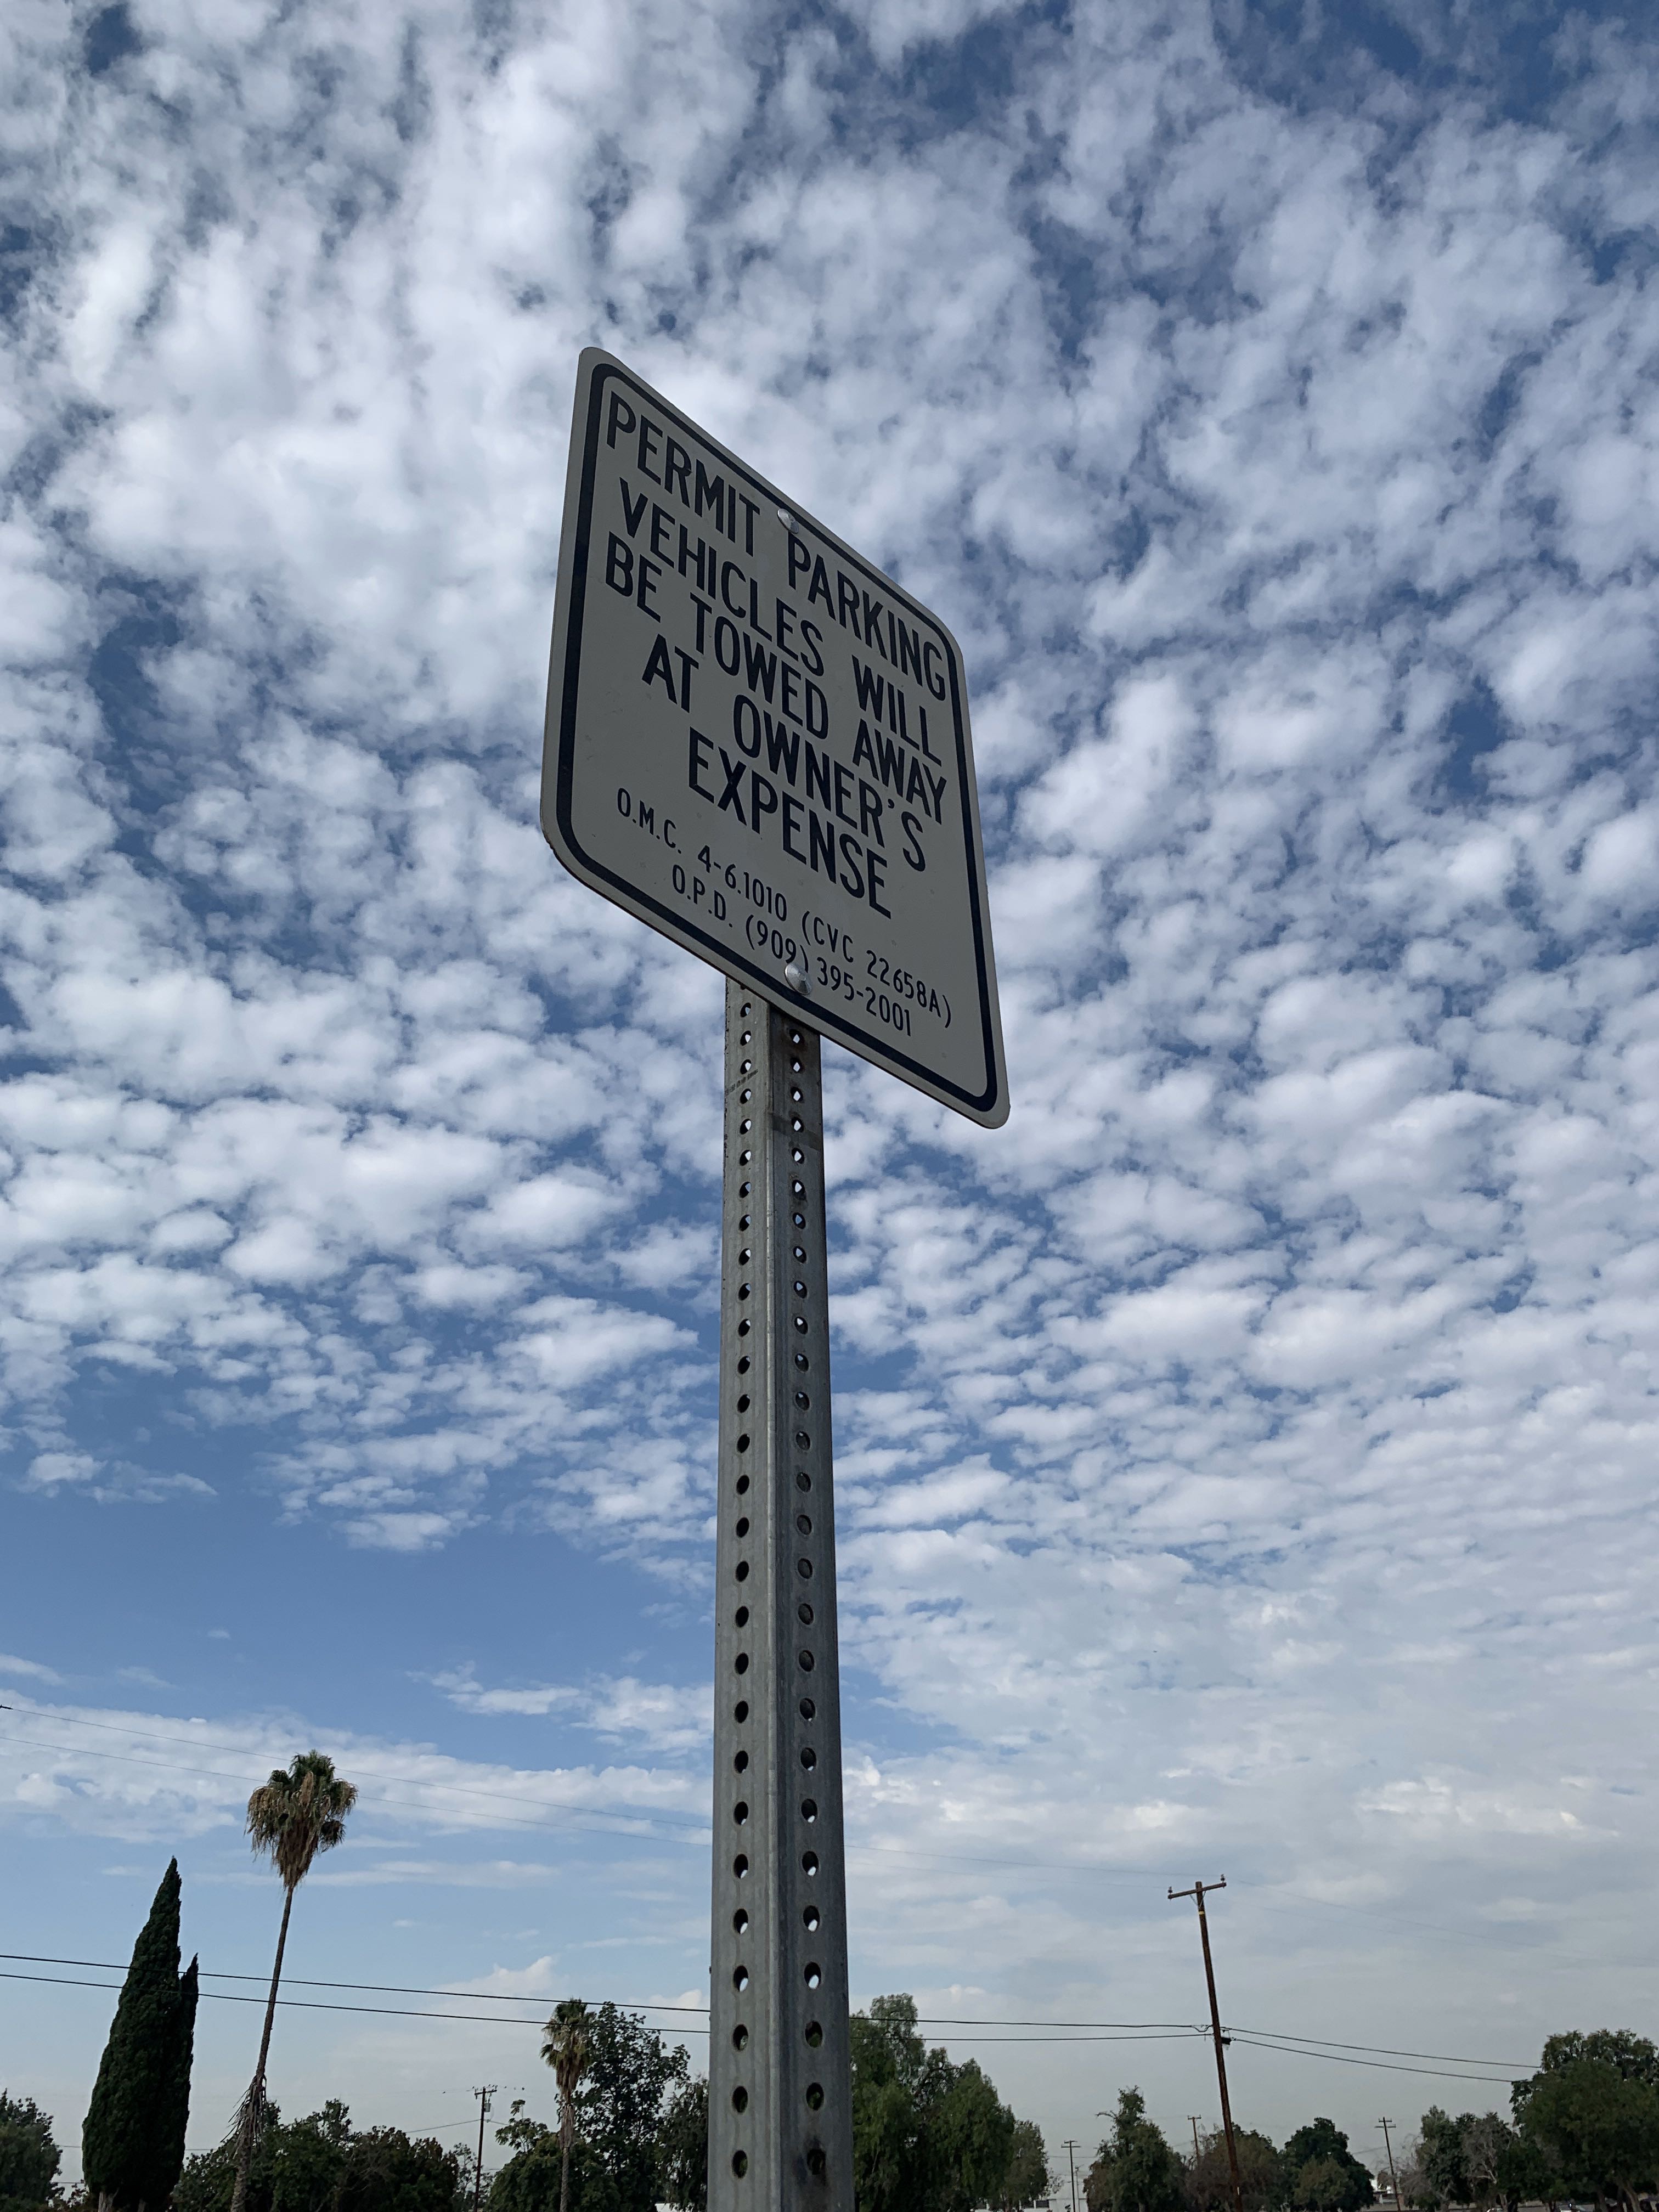 PERMIT PARKING
VEHICLES WILL
BE TOWED AWAY
AT OWNER'S
EXPENSE
O.M.C. 4-6.1010 (CVC 22658A)
O.P.D. (909) 395-2001